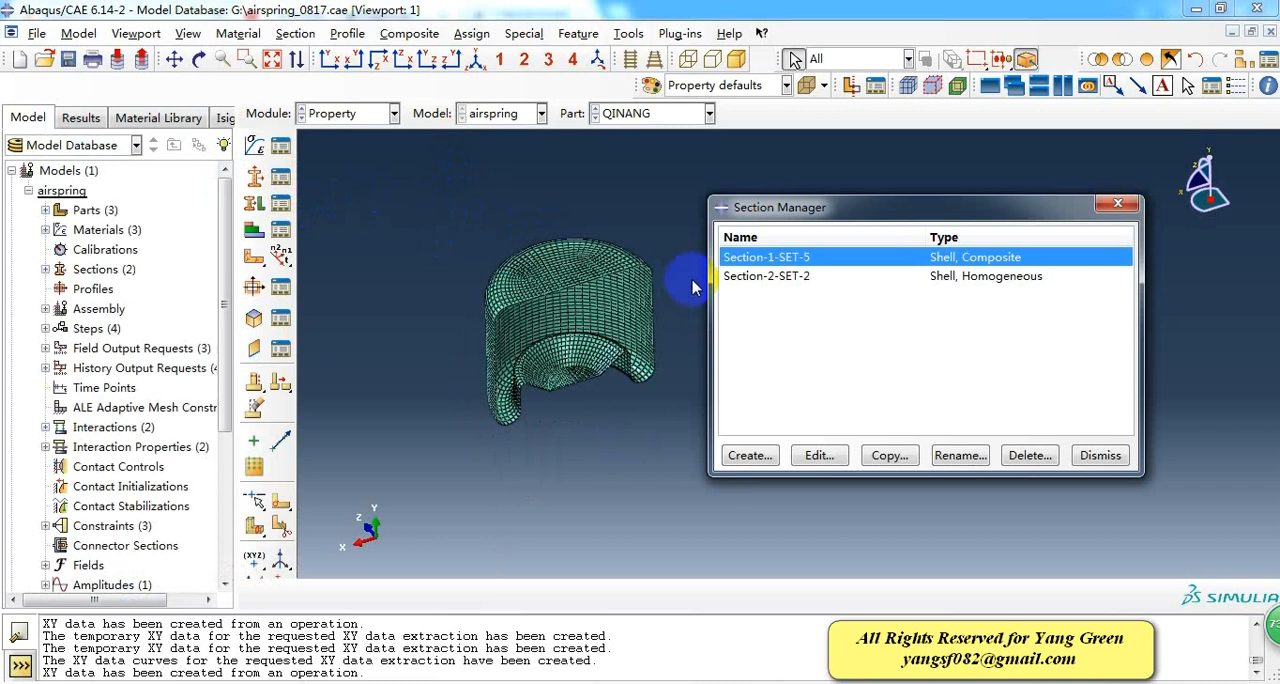 Abaqus/CAE 6.14-2 - Model Database: G:\airspring_0817.cae [Viewport: 1]
File Model Viewport View Material Section Profile Composite Assign Special Feature Tools Plug-ins Help
1 2 3 4 All
Property defaults
Model Results Material Library
Module: Property Model: airspring Part: QINANG
Model Database
Models (1)
airspring
Parts (3)
Materials (3)
Calibrations
Sections (2)
Profiles
Assembly
Steps (4)
Field Output Requests (3)
History Output Requests (4
Time Points
ALE Adaptive Mesh Constr
Interactions (2)
Interaction Properties (2)
Contact Controls
Contact Initializations
Contact Stabilizations
Constraints (3)
Connector Sections
Fields
Amplitudes (1)
Section Manager
Name Type
Section-1-SET-5 Shell, Composite
Section-2-SET-2 Shell, Homogeneous
Create... Edit... Copy... Rename... Delete... Dismiss
Y
Z
X
Y
Z
X
(XYZ)
SIMULIA
XY data has been created from an operation.
The temporary XY data for the requested XY data extraction has been created.
The temporary XY data for the requested XY data extraction has been created.
The XY data curves for the requested XY data extraction have been created.
XY data has been created from an operation.
All Rights Reserved for Yang Green
yangsf082@gmail.com